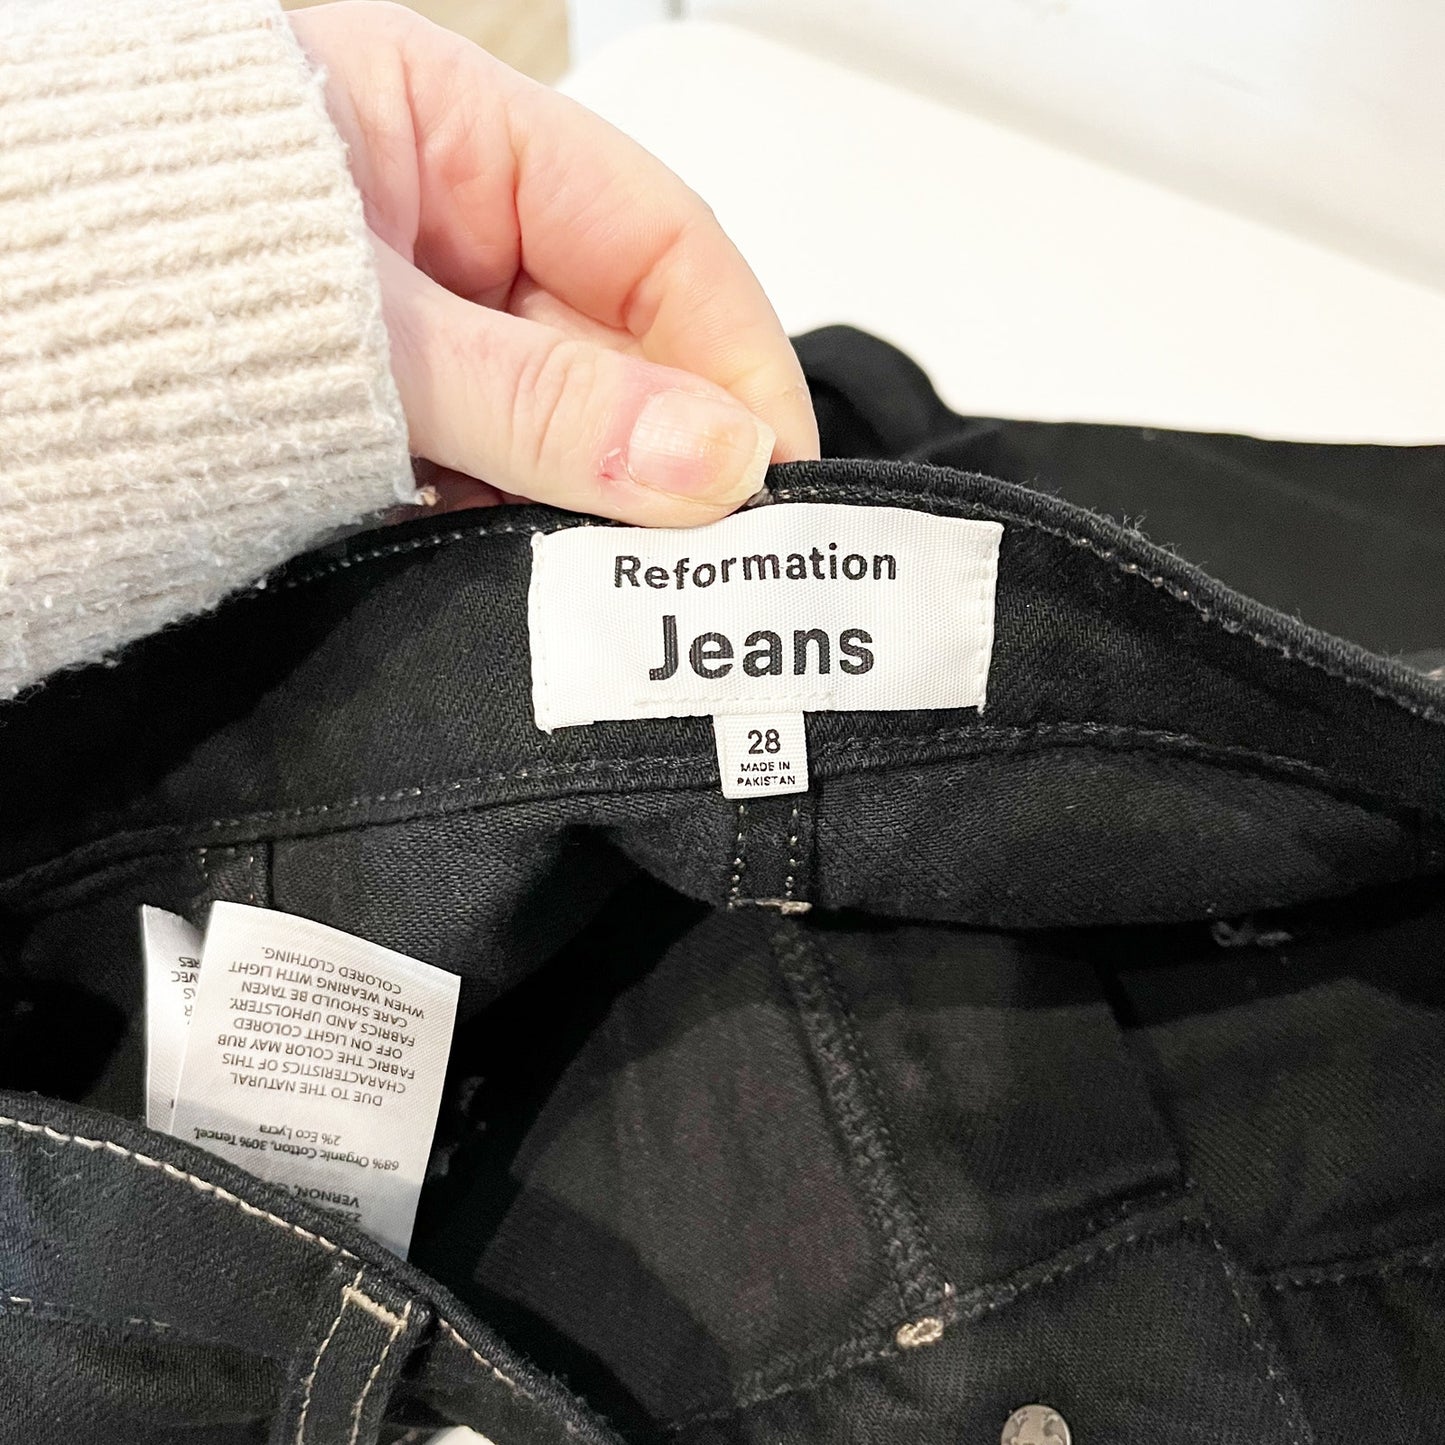 Reformation
Jeans
28
MADE IN
PAKISTAN
DUE TO THE NATURAL
CHARACTERISTICS OF THIS
FABRIC THE COLOR MAY RUB
OFF ON LIGHT COLORED
FABRICS AND UPHOLSTERY.
CARE SHOULD BE TAKEN
WHEN WEARING WITH LIGHT
COLORED CLOTHING.
68% Organic Cotton, 30% Tencel,
2% Eco Lycra
VERNON,
AVEC